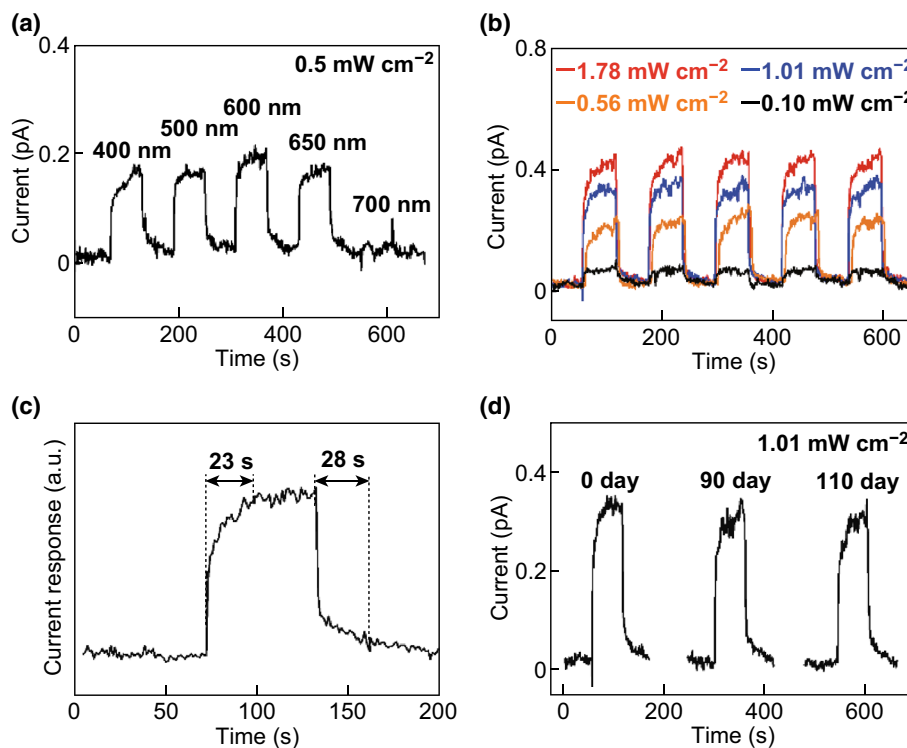 (a)
0.4
0.5 mW cm⁻²
600 nm
500 nm
400 nm
650 nm
700 nm
0.2
0
Current (pA)
0 200 400 600
Time (s)
(b)
0.8
1.78 mW cm⁻² 1.01 mW cm⁻²
0.56 mW cm⁻² 0.10 mW cm⁻²
0.4
0
Current (pA)
0 200 400 600
Time (s)
(c)
23 s 28 s
Current response (a.u.)
0 50 100 150 200
Time (s)
(d)
1.01 mW cm⁻²
0 day 90 day 110 day
0.4
0.2
0
Current (pA)
0 200 400 600
Time (s)